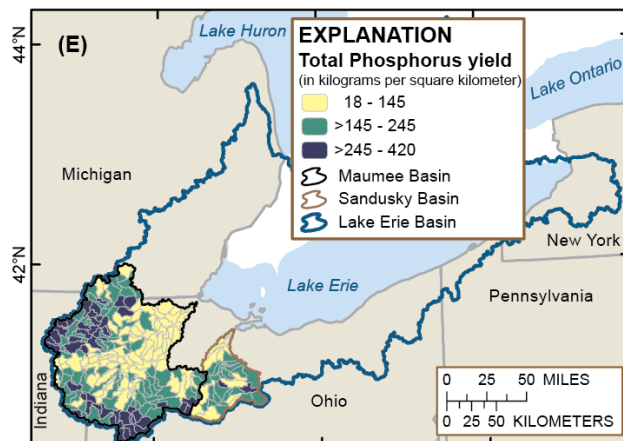 44°N
(E)
Lake Huron
EXPLANATION
Total Phosphorus yield
(in kilograms per square kilometer)
18 - 145
>145 - 245
>245 - 420
Maumee Basin
Sandusky Basin
Lake Erie Basin
Lake Ontario
Michigan
New York
42°N
Lake Erie
Pennsylvania
Indiana
Ohio
0 25 50 MILES
0 25 50 KILOMETERS